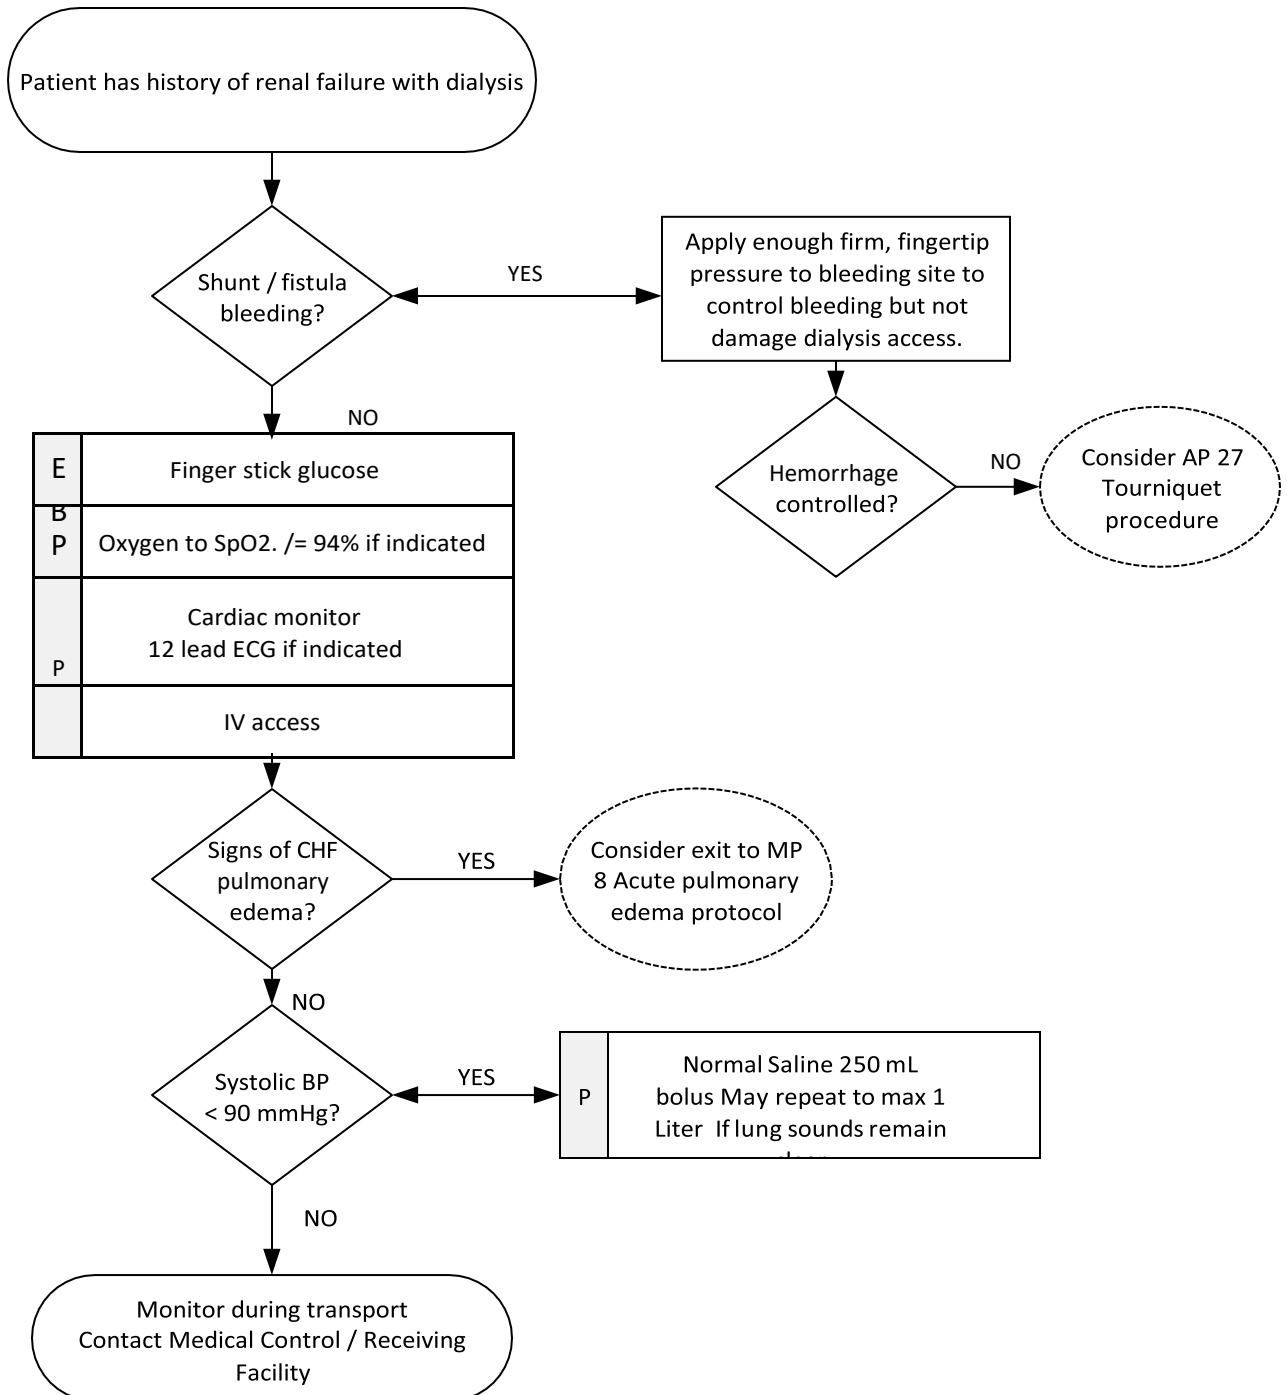 Patient has history of renal failure with dialysis
Shunt / fistula
bleeding?
YES
Apply enough firm, fingertip
pressure to bleeding site to
control bleeding but not
damage dialysis access.
NO
Hemorrhage
controlled?
NO
Consider AP 27
Tourniquet
procedure
E
Finger stick glucose
B
P
Oxygen to SpO2. /= 94% if indicated
Cardiac monitor
12 lead ECG if indicated
P
IV access
Signs of CHF
pulmonary
edema?
YES
Consider exit to MP
8 Acute pulmonary
edema protocol
NO
Systolic BP
< 90 mmHg?
YES
P
Normal Saline 250 mL
bolus May repeat to max 1
Liter If lung sounds remain
NO
Monitor during transport
Contact Medical Control / Receiving
Facility